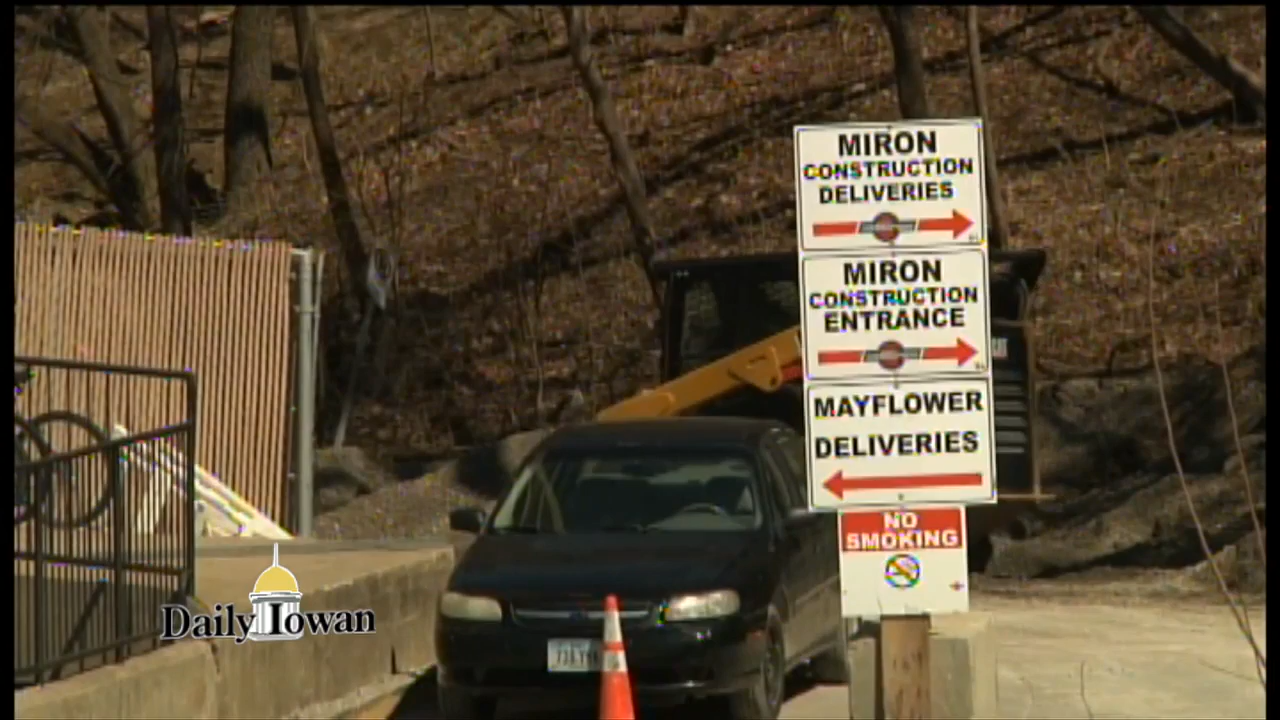 MIRON
CONSTRUCTION
DELIVERIES
MIRON
CONSTRUCTION
ENTRANCE
MAYFLOWER
DELIVERIES
NO
SMOKING
Daily Iowan